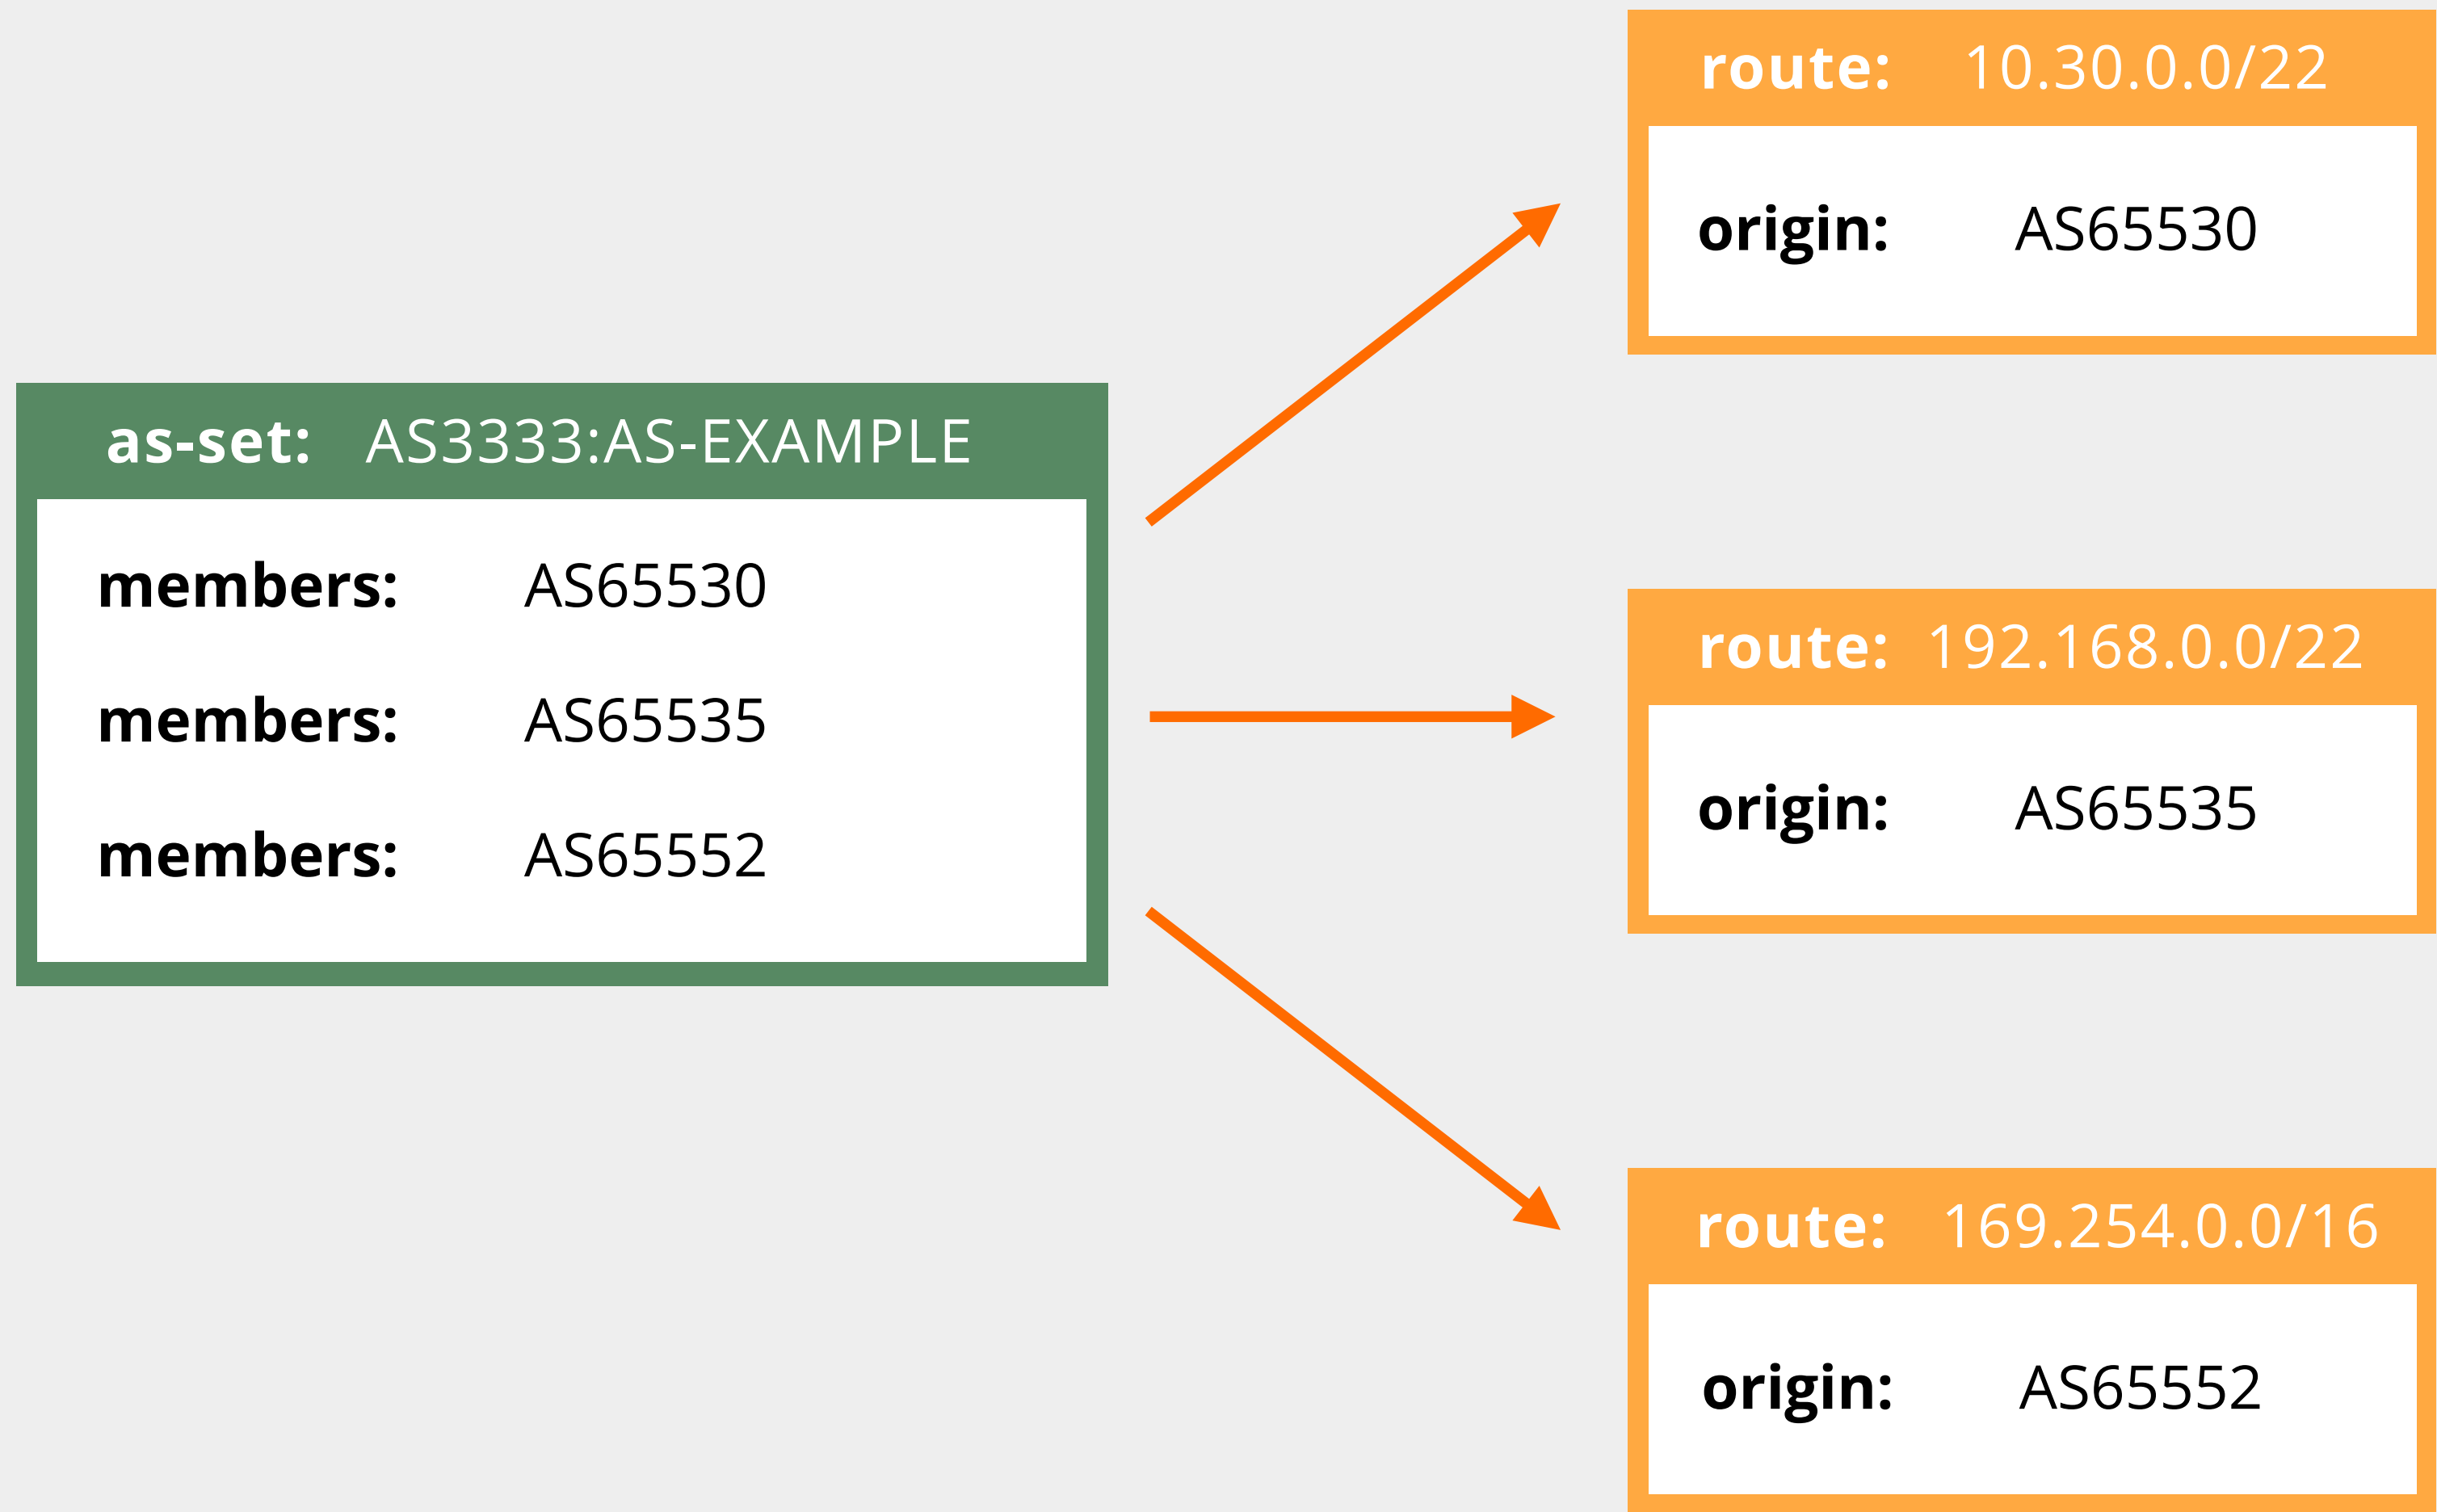 as-set: AS3333:AS-EXAMPLE
members: AS65530
members: AS65535
members: AS65552
route: 10.30.0.0/22
origin: AS65530
route: 192.168.0.0/22
origin: AS65535
route: 169.254.0.0/16
origin: AS65552